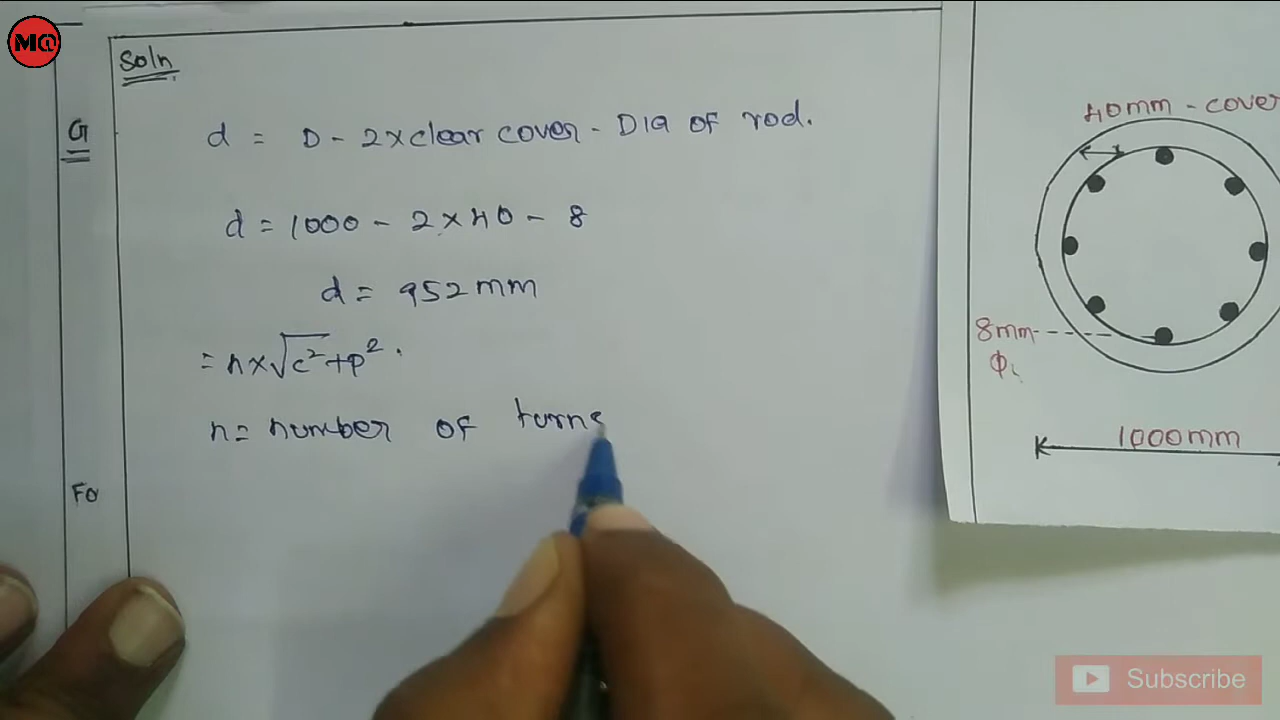 M@
Soln
G
d = D - 2 x clear cover - DIA of rod.
d = 1000 - 2 x 40 - 8
d = 952 mm
= n x √c²+p².
n = number of turns
Fo
40mm - cover
8mm
Φ
1000mm
Subscribe